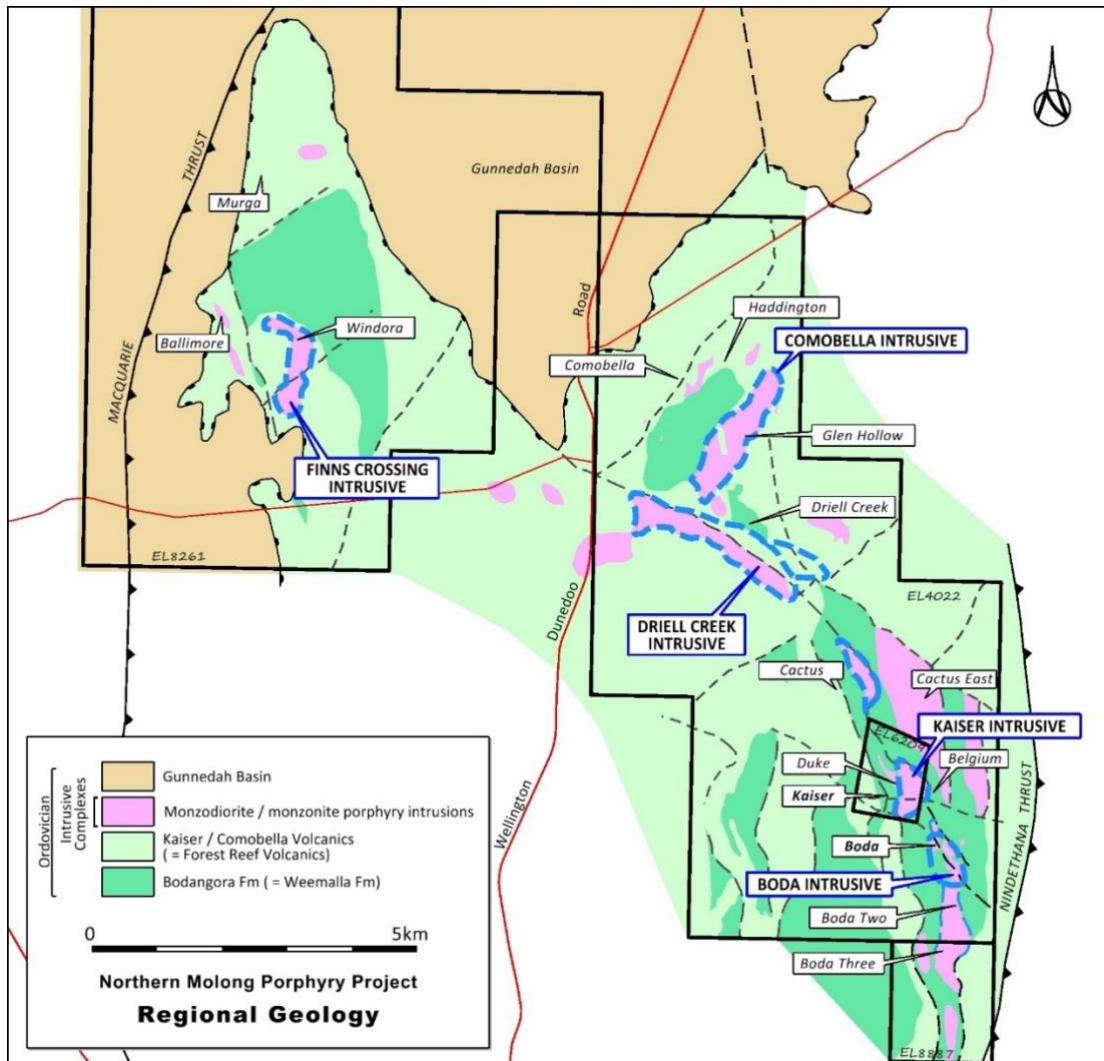 THRUST
MACQUARIE
Murga
Gunnedah Basin
Road
Haddington
COMOBELLA INTRUSIVE
Windora
Ballimore
Comobella
Glen Hollow
FINNS CROSSING
INTRUSIVE
Driell Creek
EL8261
EL4022
DRIELL CREEK
INTRUSIVE
Dunedoo
Cactus
Cactus East
KAISER INTRUSIVE
EL6209
Duke
Belgium
Kaiser
Wellington
Boda
BODA INTRUSIVE
NINDETHANA THRUST
Boda Two
Boda Three
EL8887
Ordovician
Intrusive
Complexes
Gunnedah Basin
Monzodiorite / monzonite porphyry intrusions
Kaiser / Comobella Volcanics
( = Forest Reef Volcanics)
Bodangora Fm ( = Weemalla Fm)
0 5km
Northern Molong Porphyry Project
Regional Geology